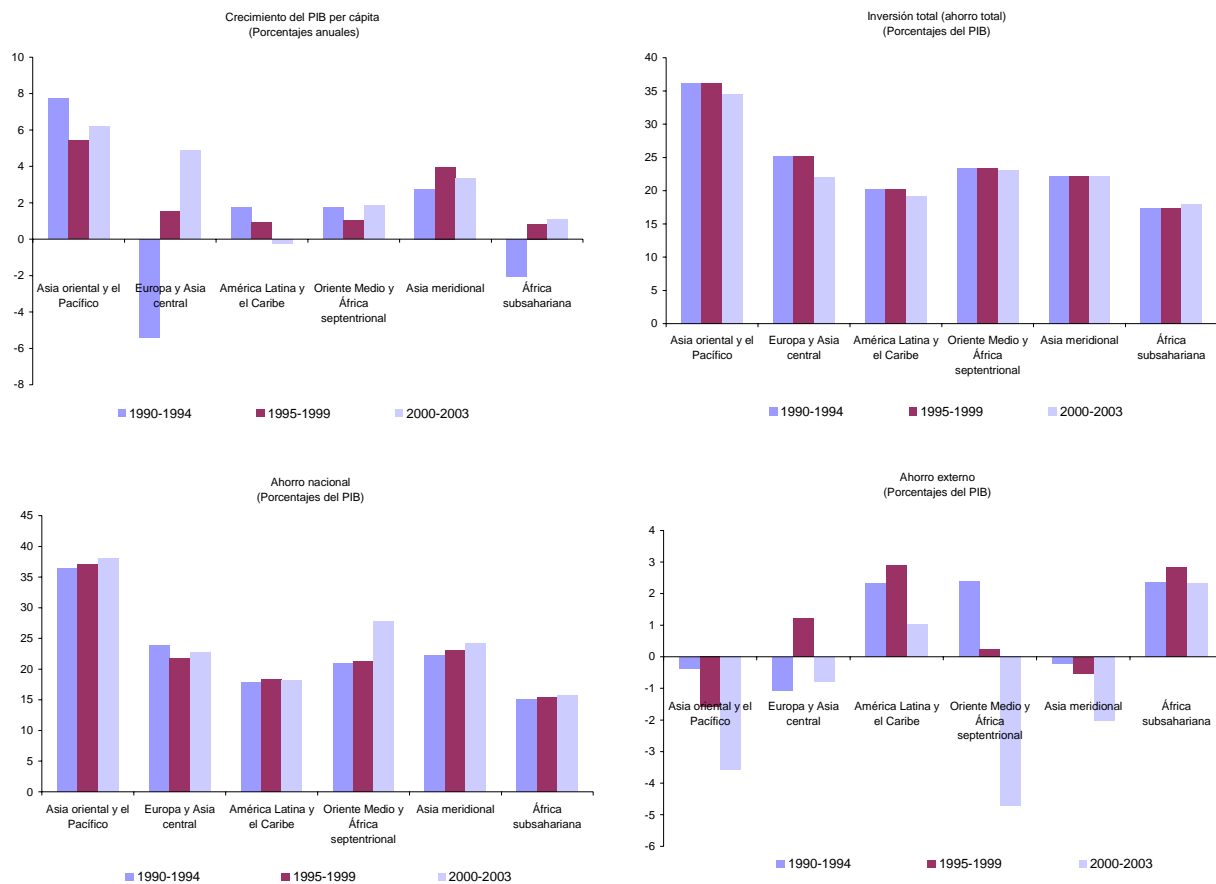 Crecimiento del PIB per cápita
(Porcentajes anuales)
10
8
6
4
2
0
-2
-4
-6
-8
Asia oriental y el Pacífico
Europa y Asia central
América Latina y el Caribe
Oriente Medio y África septentrional
Asia meridional
África subsahariana
1990-1994
1995-1999
2000-2003
Inversión total (ahorro total)
(Porcentajes del PIB)
40
35
30
25
20
15
10
5
0
Asia oriental y el Pacífico
Europa y Asia central
América Latina y el Caribe
Oriente Medio y África septentrional
Asia meridional
África subsahariana
1990-1994
1995-1999
2000-2003
Ahorro nacional
(Porcentajes del PIB)
45
40
35
30
25
20
15
10
5
0
Asia oriental y el Pacífico
Europa y Asia central
América Latina y el Caribe
Oriente Medio y África septentrional
Asia meridional
África subsahariana
1990-1994
1995-1999
2000-2003
Ahorro externo
(Porcentajes del PIB)
4
3
2
1
0
-1
-2
-3
-4
-5
-6
Asia oriental y el Pacífico
Europa y Asia central
América Latina y el Caribe
Oriente Medio y África septentrional
Asia meridional
África subsahariana
1990-1994
1995-1999
2000-2003